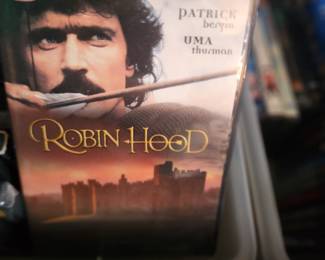 PATRICK
bergin
UMA
thurman
ROBIN HOOD